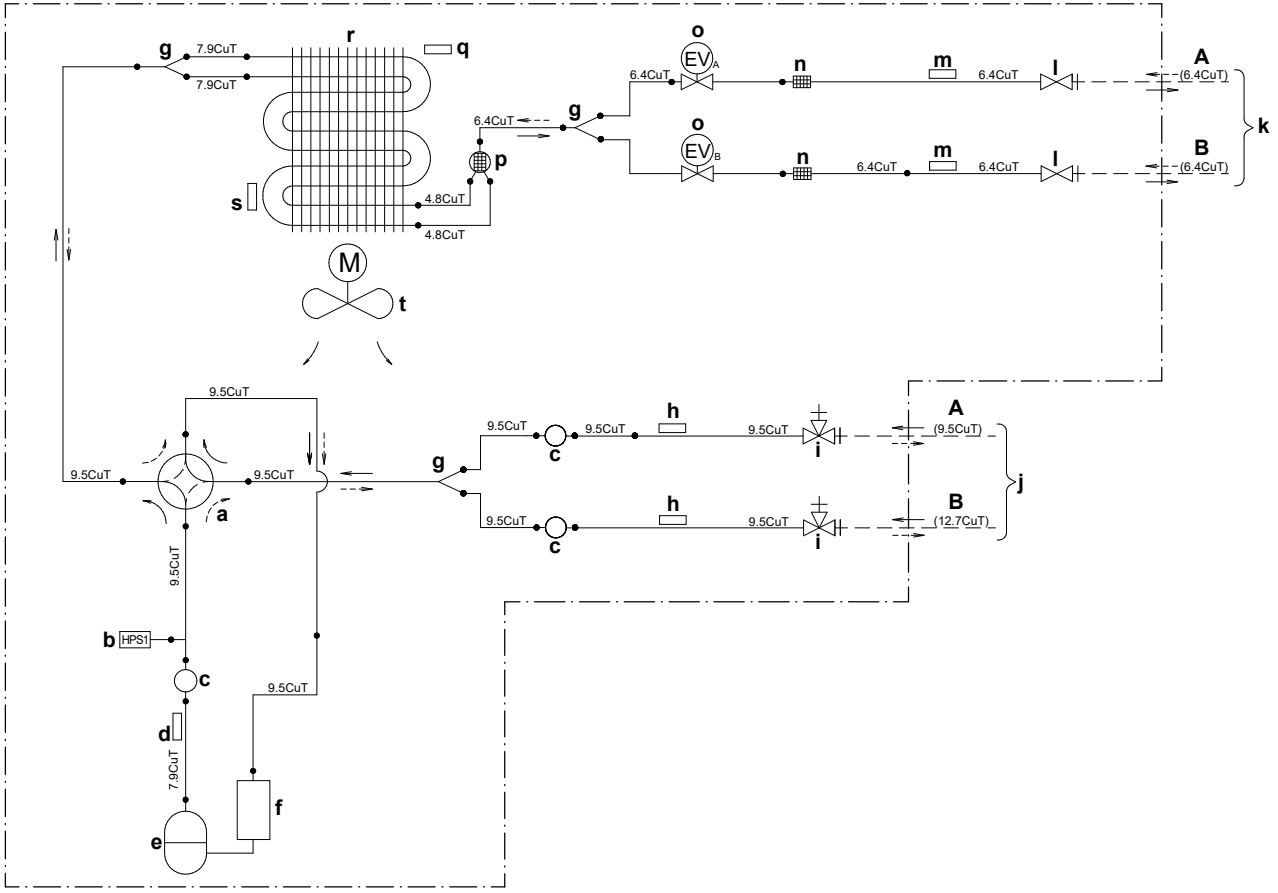 g
7.9CuT
7.9CuT
r
q
s
M
t
4.8CuT
4.8CuT
p
6.4CuT
g
6.4CuT
o
EV A
n
m
6.4CuT
l
A
(6.4CuT)
k
o
EV B
n
6.4CuT
m
6.4CuT
l
B
(6.4CuT)
9.5CuT
9.5CuT
a
9.5CuT
g
9.5CuT
c
9.5CuT
h
9.5CuT
i
A
(9.5CuT)
j
9.5CuT
c
h
9.5CuT
i
B
(12.7CuT)
9.5CuT
b
HPS1
c
d
7.9CuT
9.5CuT
e
f